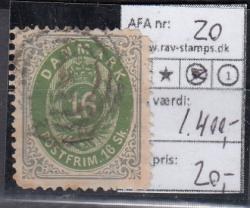 AFA nr: 20
www.rav-stamps.dk
værdi:
1.400,-
pris:
20,-
DANMARK
16
POSTFRIM. 16 Sk.